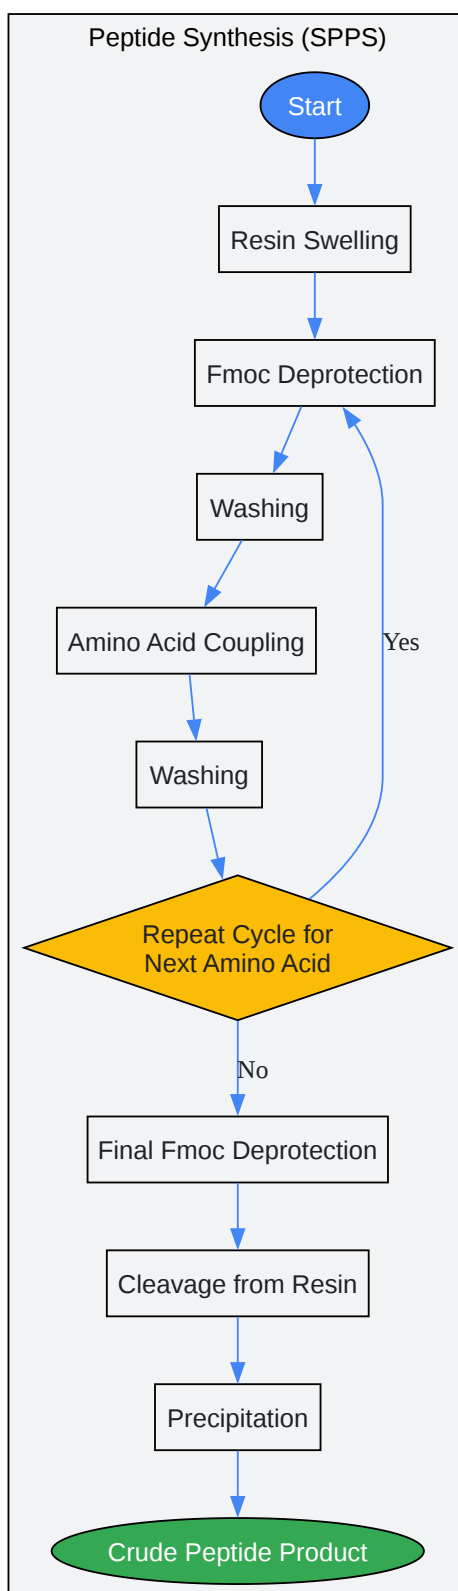 Peptide Synthesis (SPPS)
Start
Resin Swelling
Fmoc Deprotection
Washing
Amino Acid Coupling
Yes
Washing
Repeat Cycle for
Next Amino Acid
No
Final Fmoc Deprotection
Cleavage from Resin
Precipitation
Crude Peptide Product